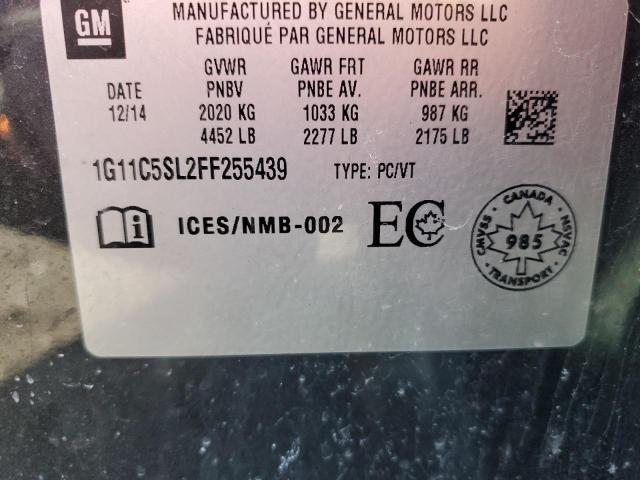 GM
MANUFACTURED BY GENERAL MOTORS LLC
FABRIQUÉ PAR GENERAL MOTORS LLC
GVWR GAWR FRT GAWR RR
DATE PNBV PNBE AV. PNBE ARR.
12/14 2020 KG 1033 KG 987 KG
4452 LB 2277 LB 2175 LB
1G11C5SL2FF255439 TYPE: PC/VT
i ICES/NMB-002 EC
CANADA
CMVSS 985 NSVAC
TRANSPORT